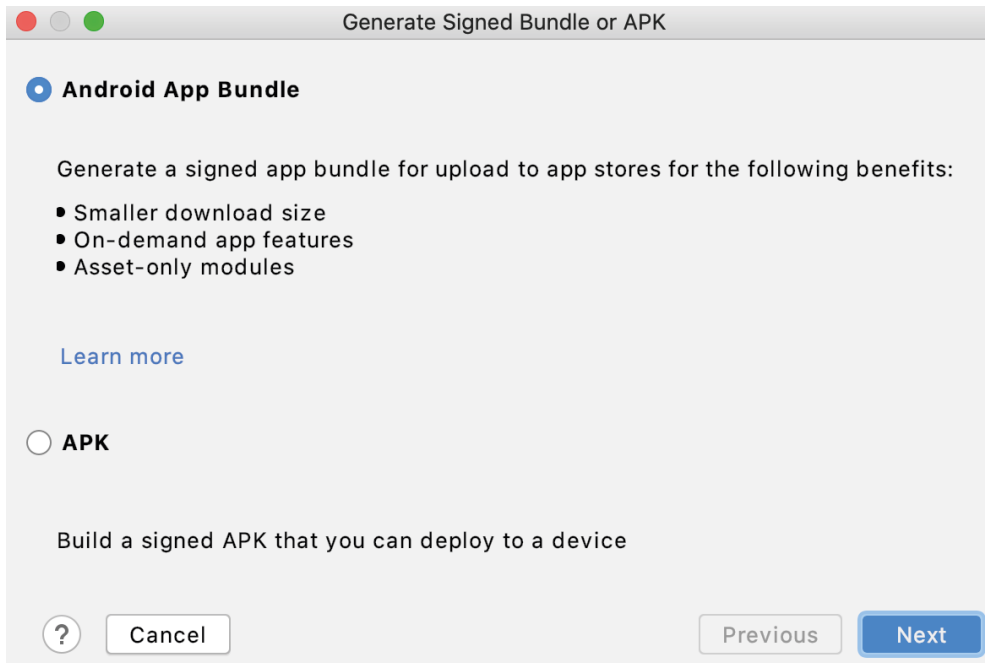 Generate Signed Bundle or APK
Android App Bundle
Generate a signed app bundle for upload to app stores for the following benefits:
• Smaller download size
• On-demand app features
• Asset-only modules
Learn more
APK
Build a signed APK that you can deploy to a device
? Cancel Previous Next